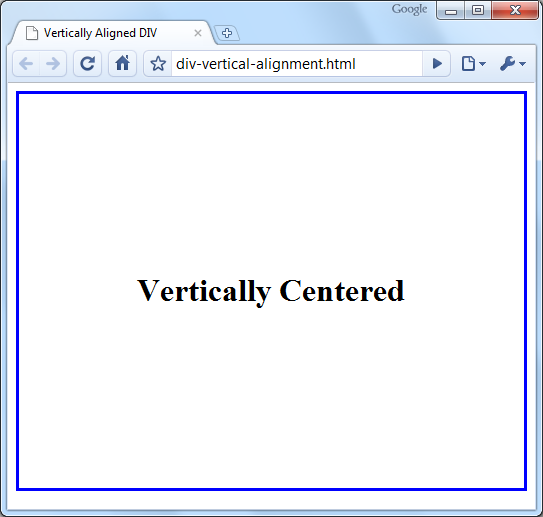 Google
Vertically Aligned DIV
div-vertical-alignment.html
Vertically Centered